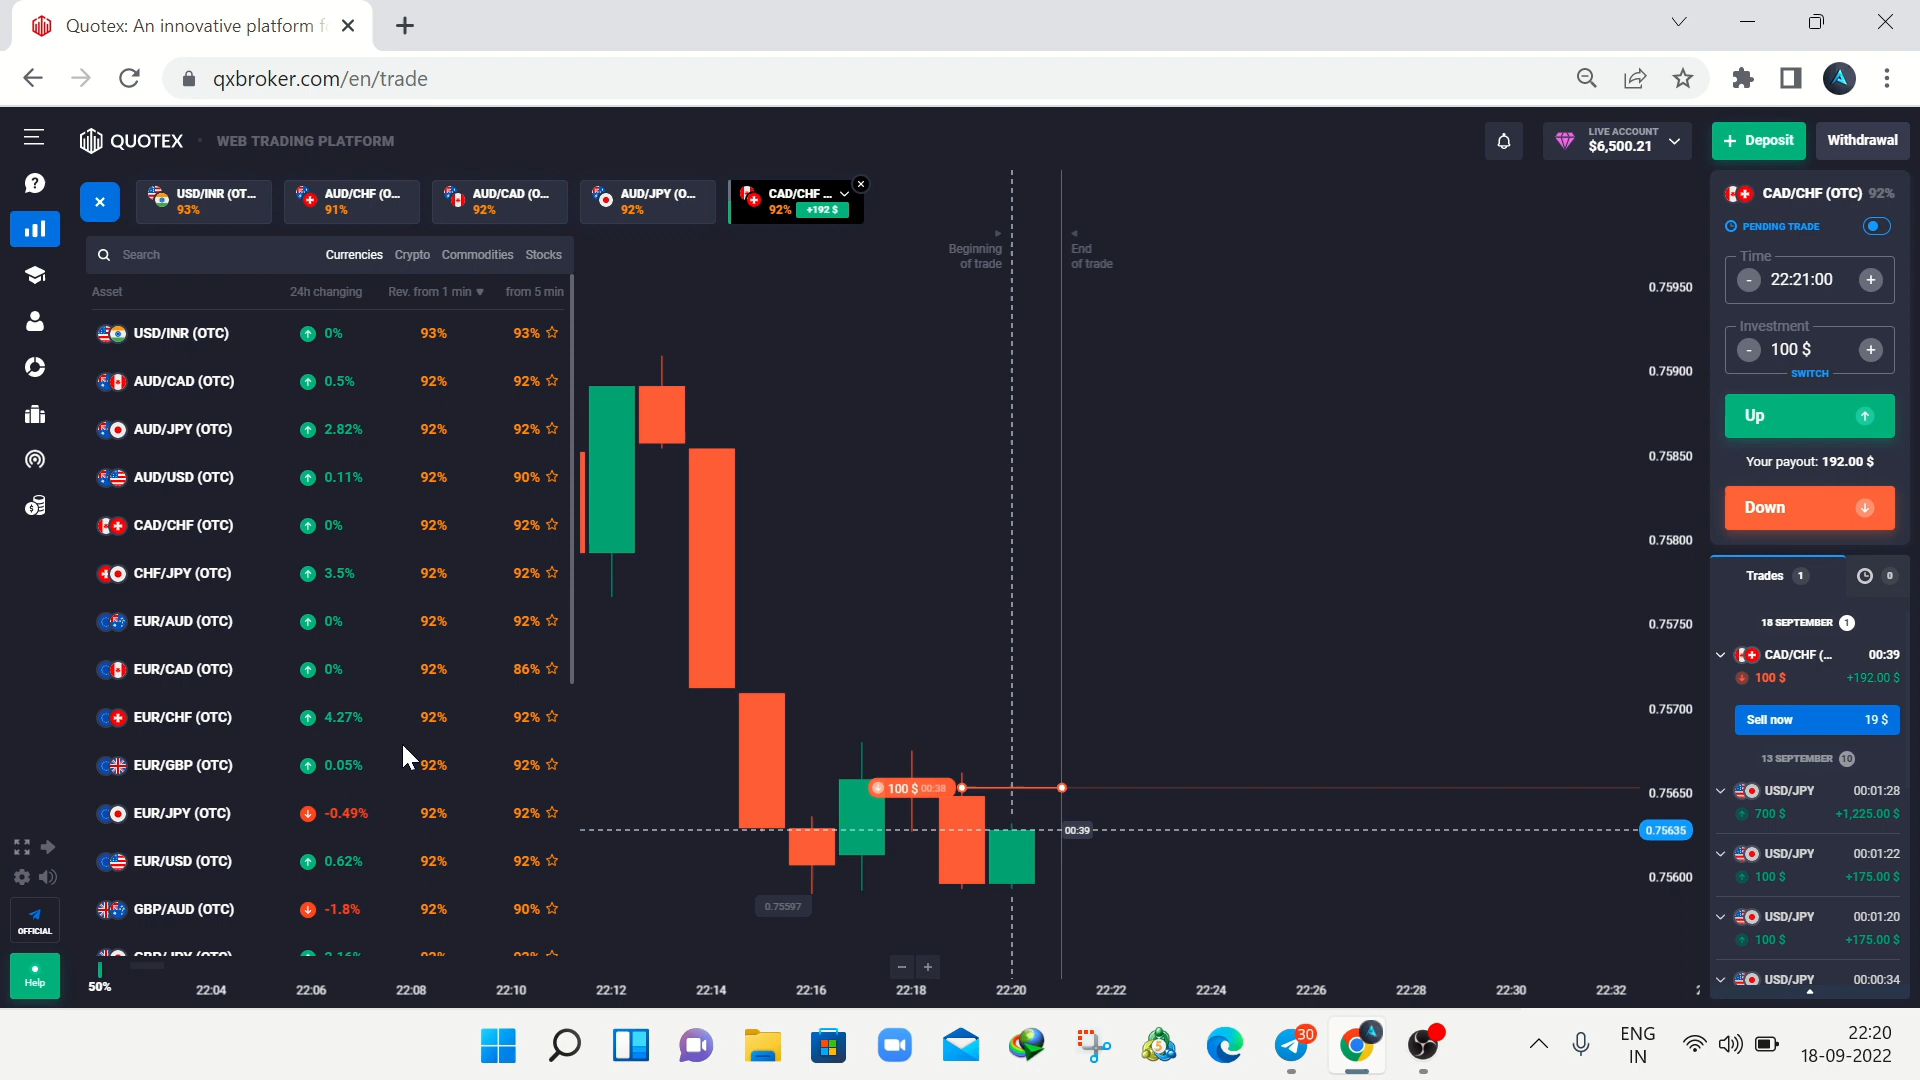 Quotex: An innovative platform f
qxbroker.com/en/trade
QUOTEX
WEB TRADING PLATFORM
LIVE ACCOUNT
$6,500.21
+ Deposit
Withdrawal
USD/INR (OT...
93%
AUD/CHF (O...
91%
AUD/CAD (O...
92%
AUD/JPY (O...
92%
CAD/CHF ...
92% +192 $
Search Currencies Crypto Commodities Stocks
Asset 24h changing Rev. from 1 min from 5 min
USD/INR (OTC) 0% 93% 93%
AUD/CAD (OTC) 0.5% 92% 92%
AUD/JPY (OTC) 2.82% 92% 92%
AUD/USD (OTC) 0.11% 92% 90%
CAD/CHF (OTC) 0% 92% 92%
CHF/JPY (OTC) 3.5% 92% 92%
EUR/AUD (OTC) 0% 92% 92%
EUR/CAD (OTC) 0% 92% 86%
EUR/CHF (OTC) 4.27% 92% 92%
EUR/GBP (OTC) 0.05% 92% 92%
EUR/JPY (OTC) -0.49% 92% 92%
EUR/USD (OTC) 0.62% 92% 92%
GBP/AUD (OTC) -1.8% 92% 90%
OFFICIAL
Help
50%
Beginning
of trade
End
of trade
100 $ 00:38
00:39
0.75597
0.75950
0.75900
0.75850
0.75800
0.75750
0.75700
0.75650
0.75635
0.75600
22:04 22:06 22:08 22:10 22:12 22:14 22:16 22:18 22:20 22:22 22:24 22:26 22:28 22:30 22:32
CAD/CHF (OTC) 92%
PENDING TRADE
Time
- 22:21:00 +
Investment
- 100 $ +
SWITCH
Up
Your payout: 192.00 $
Down
Trades 1 0
18 SEPTEMBER 1
CAD/CHF (... 00:39
100 $ +192.00 $
Sell now 19 $
13 SEPTEMBER 10
USD/JPY 00:01:28
700 $ +1,225.00 $
USD/JPY 00:01:22
100 $ +175.00 $
USD/JPY 00:01:20
100 $ +175.00 $
USD/JPY 00:00:34
30
ENG
IN
22:20
18-09-2022